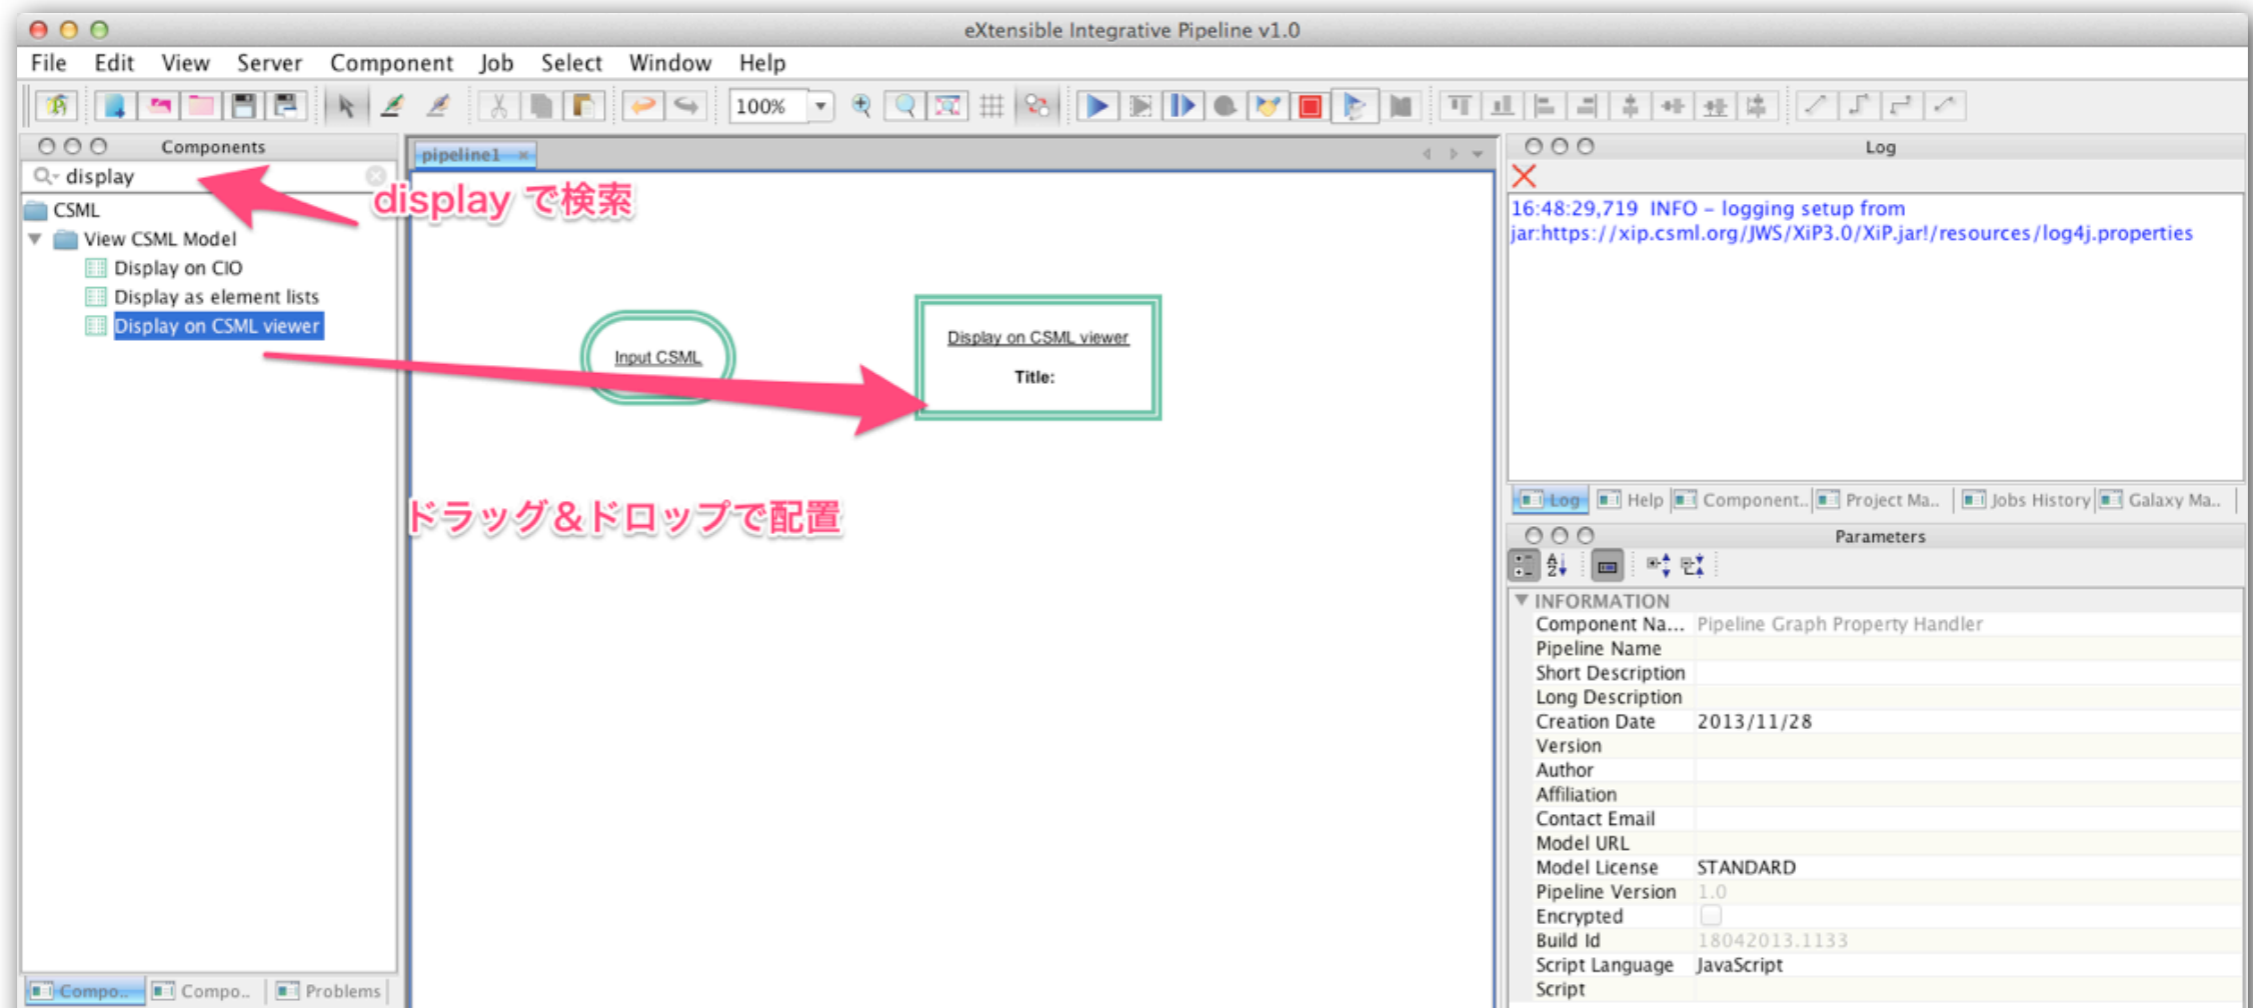 eXtensible Integrative Pipeline v1.0
File Edit View Server Component Job Select Window Help
100%
Components
display
CSML
View CSML Model
Display on CIO
Display as element lists
Display on CSML viewer
Compo..
Compo..
Problems
pipeline1
display で検索
Input CSML
Display on CSML viewer
Title:
ドラッグ&ドロップで配置
Log
16:48:29,719 INFO – logging setup from
jar:https://xip.csml.org/JWS/XiP3.0/XiP.jar!/resources/log4j.properties
Log Help Component.. Project Ma.. Jobs History Galaxy Ma..
Parameters
INFORMATION
Component Na... Pipeline Graph Property Handler
Pipeline Name
Short Description
Long Description
Creation Date 2013/11/28
Version
Author
Affiliation
Contact Email
Model URL
Model License STANDARD
Pipeline Version 1.0
Encrypted
Build Id 18042013.1133
Script Language JavaScript
Script